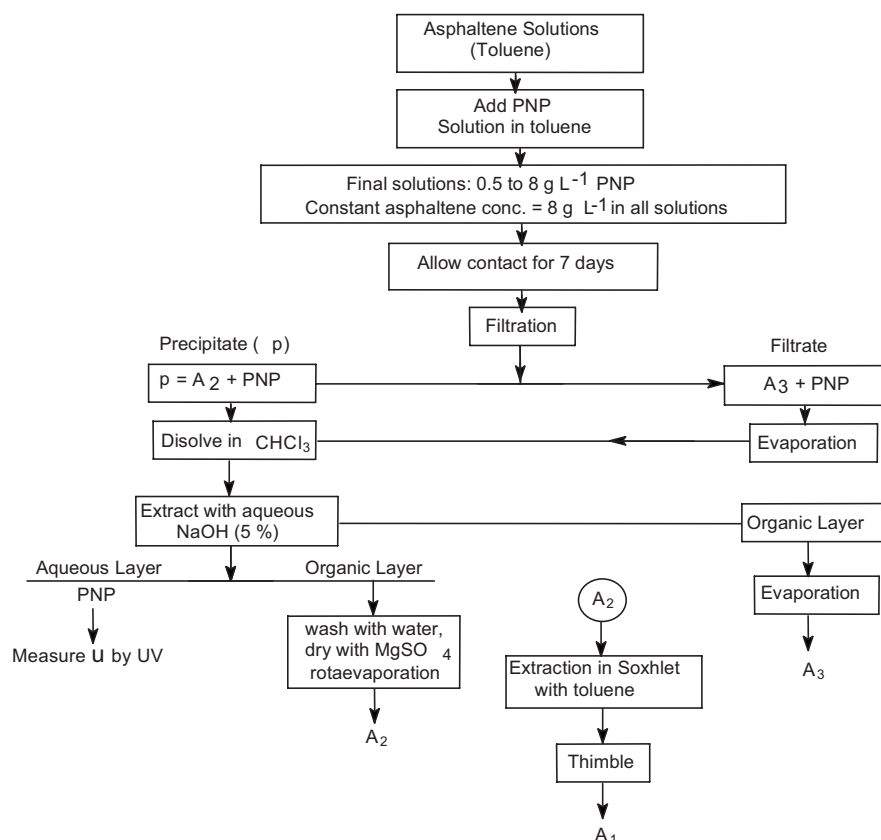 Asphaltene Solutions
(Toluene)
Add PNP
Solution in toluene
Final solutions: 0.5 to 8 g L-1 PNP
Constant asphaltene conc. = 8 g L-1 in all solutions
Allow contact for 7 days
Filtration
Precipitate ( p)
Filtrate
p = A 2 + PNP
A3 + PNP
Disolve in CHCl3
Evaporation
Extract with aqueous
NaOH (5 %)
Organic Layer
Aqueous Layer
Organic Layer
PNP
Evaporation
A2
wash with water,
dry with MgSO 4
rotaevaporation
Measure u by UV
Extraction in Soxhlet
with toluene
A3
A2
Thimble
A1